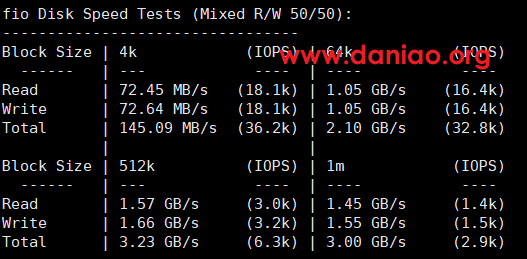 fio Disk Speed Tests (Mixed R/W 50/50):
---------------------------------
Block Size | 4k            (IOPS) | 64k           (IOPS)
  ------   | ---            ----  | ----           ----
Read       | 72.45 MB/s   (18.1k) | 1.05 GB/s    (16.4k)
Write      | 72.64 MB/s   (18.1k) | 1.05 GB/s    (16.4k)
Total      | 145.09 MB/s  (36.2k) | 2.10 GB/s    (32.8k)
           |                      |
Block Size | 512k          (IOPS) | 1m            (IOPS)
  ------   | ---            ----  | ----           ----
Read       | 1.57 GB/s     (3.0k) | 1.45 GB/s     (1.4k)
Write      | 1.66 GB/s     (3.2k) | 1.55 GB/s     (1.5k)
Total      | 3.23 GB/s     (6.3k) | 3.00 GB/s     (2.9k)
www.daniao.org